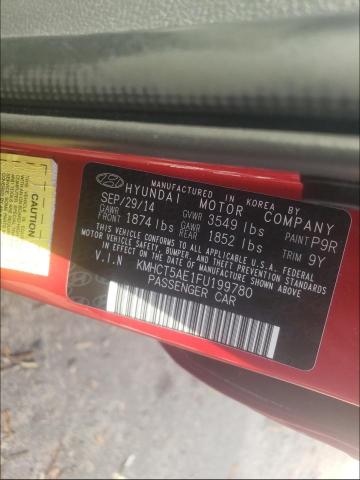 MANUFACTURED IN KOREA BY
HYUNDAI MOTOR COMPANY
SEP/29/14 GVWR 3549 lbs PAINT P9R
GAWR FRONT 1874 lbs GAWR REAR 1852 lbs TRIM 9Y
THIS VEHICLE CONFORMS TO ALL APPLICABLE U.S.A. FEDERAL
MOTOR VEHICLE SAFETY, BUMPER, AND THEFT PREVENTION
STANDARDS IN EFFECT ON THE DATE OF MANUFACTURE SHOWN ABOVE.
V.I.N KMHCT5AE1FU199780
PASSENGER CAR
CAUTION